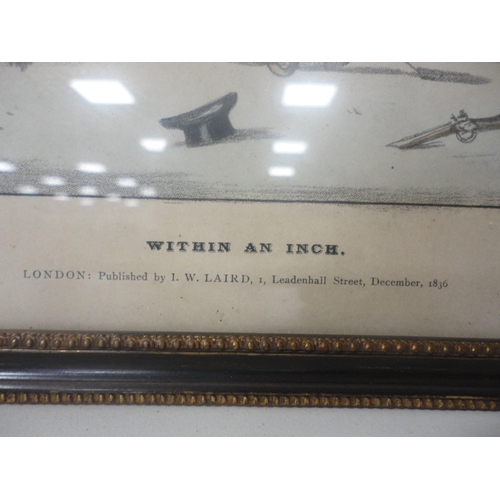 WITHIN AN INCH.
LONDON: Published by I. W. LAIRD, 1, Leadenhall Street, December, 1836